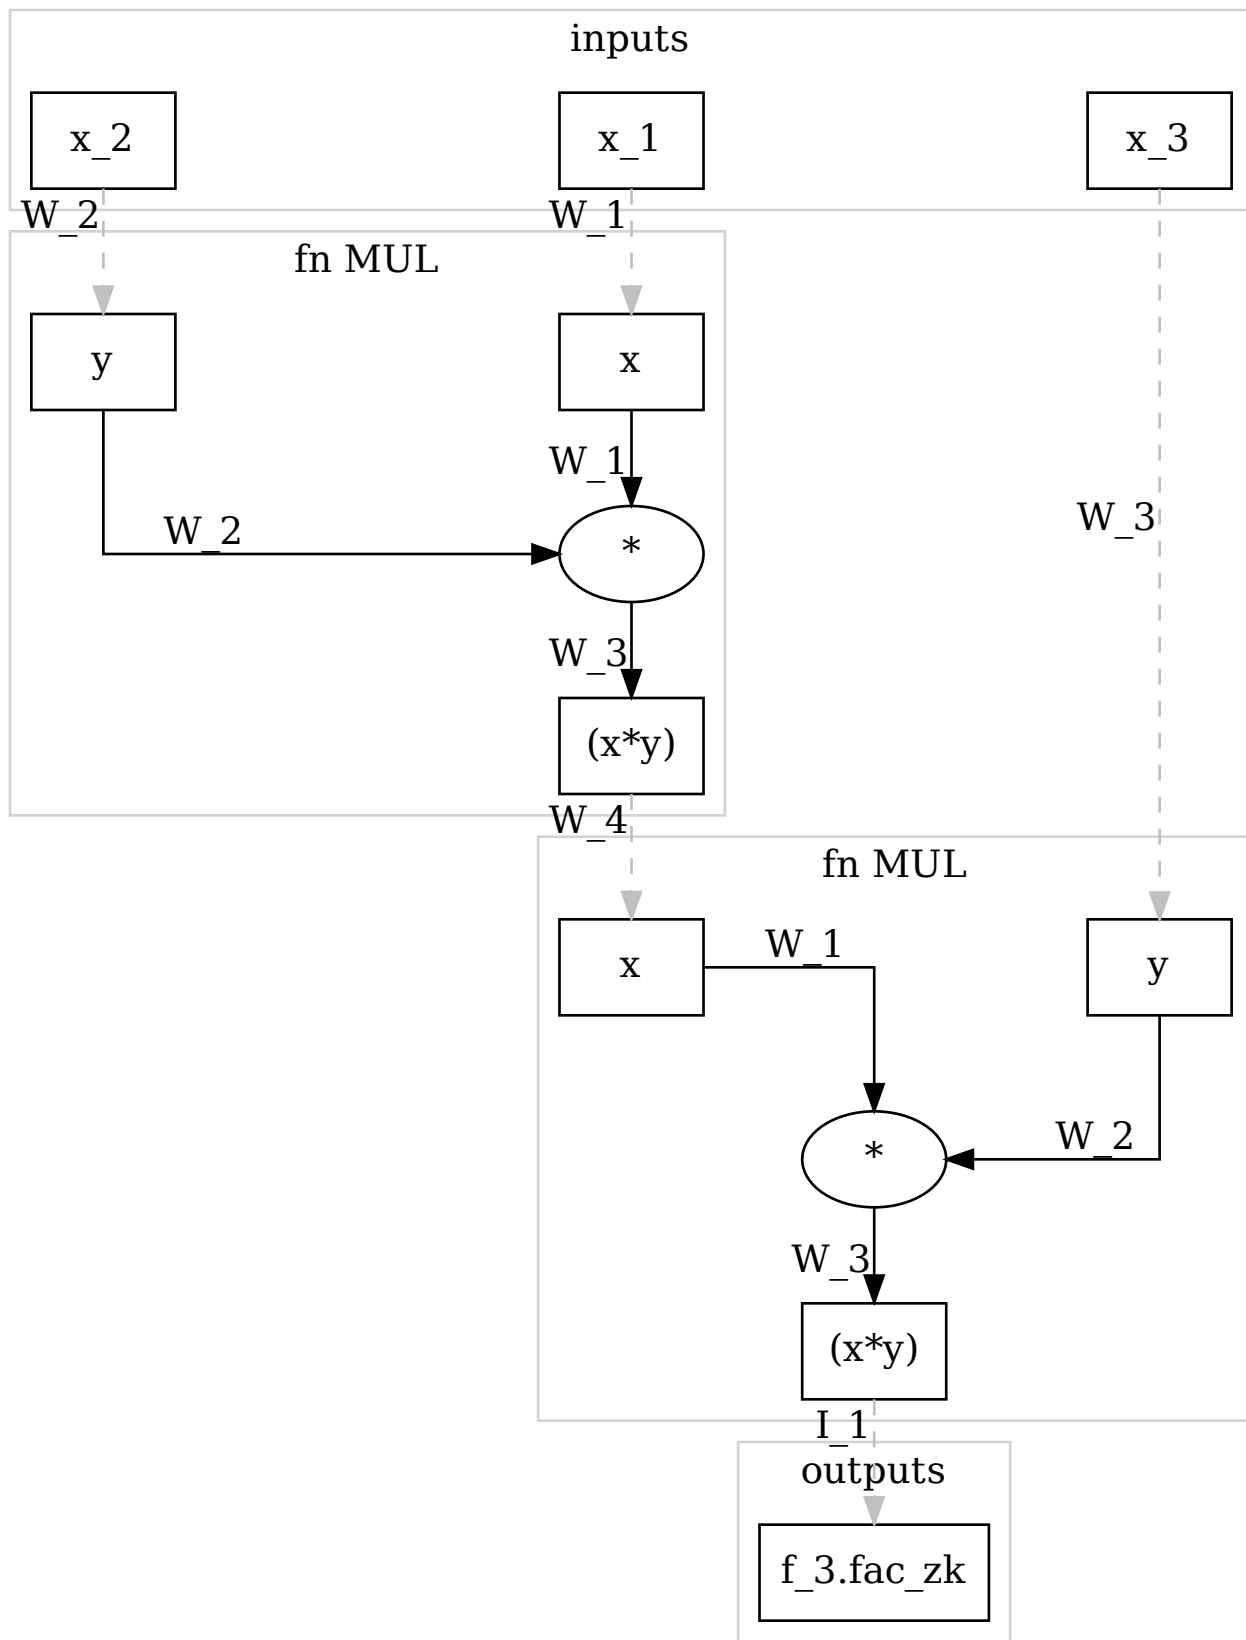 inputs
x_2
x_1
x_3
W_2
W_1
fn MUL
y
x
W_1
W_3
W_2
*
W_3
(x*y)
W_4
fn MUL
x
W_1
y
W_2
*
W_3
(x*y)
I_1
outputs
f_3.fac_zk